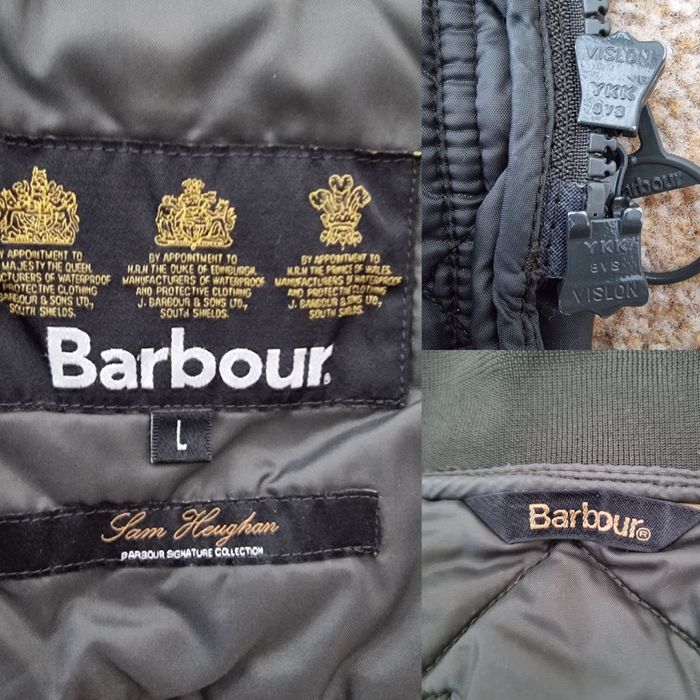 BY APPOINTMENT TO
MAJESTY THE QUEEN,
MANUFACTURERS OF WATERPROOF
PROTECTIVE CLOTHING
BARBOUR & SONS LTD,
SOUTH SHIELDS.
BY APPOINTMENT TO
H.R.H THE DUKE OF EDINBURGH,
MANUFACTURERS OF WATERPROOF
AND PROTECTIVE CLOTHING
J. BARBOUR & SONS LTD,
SOUTH SHIELDS.
BY APPOINTMENT TO
H.R.H. THE PRINCE OF WALES,
MANUFACTURERS OF WATERPROOF
AND PROTECTIVE CLOTHING
J. BARBOUR & SONS LTD,
SOUTH SHIELDS.
Barbour®
L
Sam Heughan
BARBOUR SIGNATURE COLLECTION
VISLON
YKK
8VS
Barbour
YKK
8VS
VISLON
Barbour®